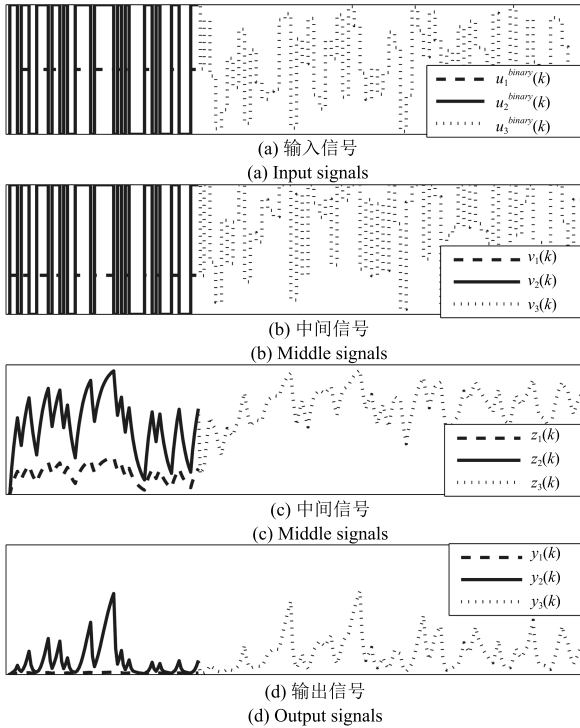 u₁ᵇⁱⁿᵃʳʸ(k)
u₂ᵇⁱⁿᵃʳʸ(k)
u₃ᵇⁱⁿᵃʳʸ(k)
(a) 输入信号
(a) Input signals
v₁(k)
v₂(k)
v₃(k)
(b) 中间信号
(b) Middle signals
z₁(k)
z₂(k)
z₃(k)
(c) 中间信号
(c) Middle signals
y₁(k)
y₂(k)
y₃(k)
(d) 输出信号
(d) Output signals